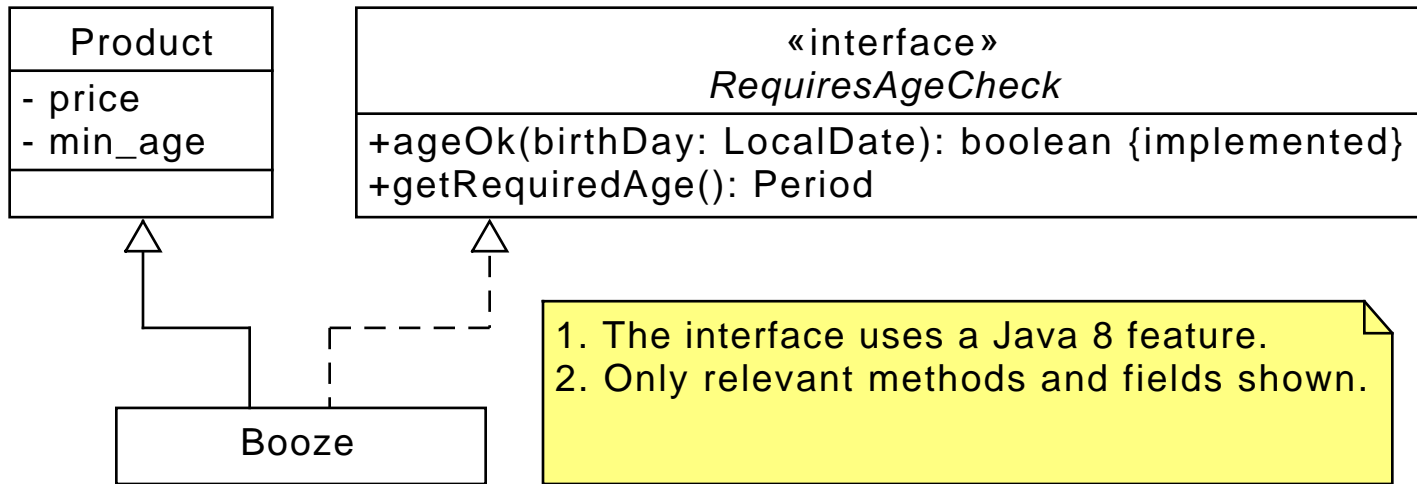 Product
- price
- min_age
«interface»
RequiresAgeCheck
+ageOk(birthDay: LocalDate): boolean {implemented}
+getRequiredAge(): Period
1. The interface uses a Java 8 feature.
2. Only relevant methods and fields shown.
Booze